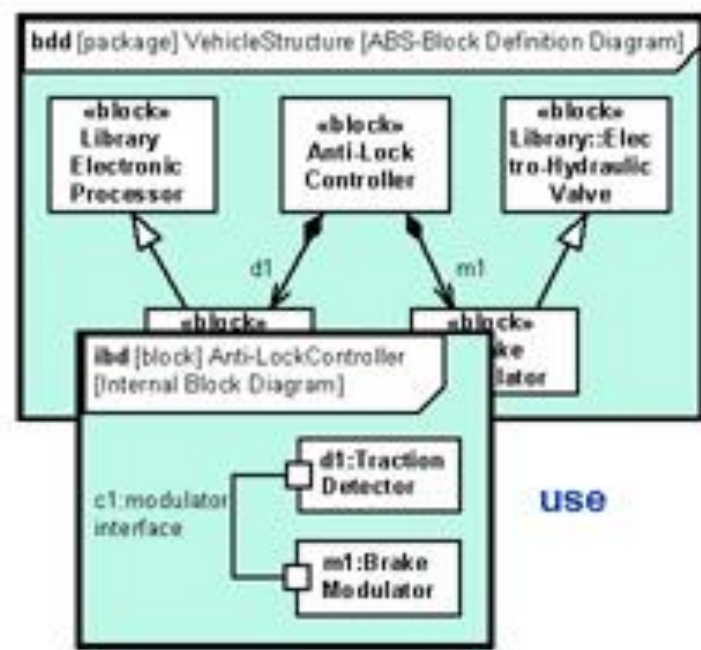 bdd [package] VehicleStructure [ABS-Block Definition Diagram]
«block»
Library
Electronic
Processor
«block»
Anti-Lock
Controller
«block»
Library::Elec
tro-Hydraulic
Valve
d1
m1
«block»
«block»
ibd [block] Anti-LockController
[Internal Block Diagram]
d1:Traction
Detector
c1:modulator
interface
m1:Brake
Modulator
use